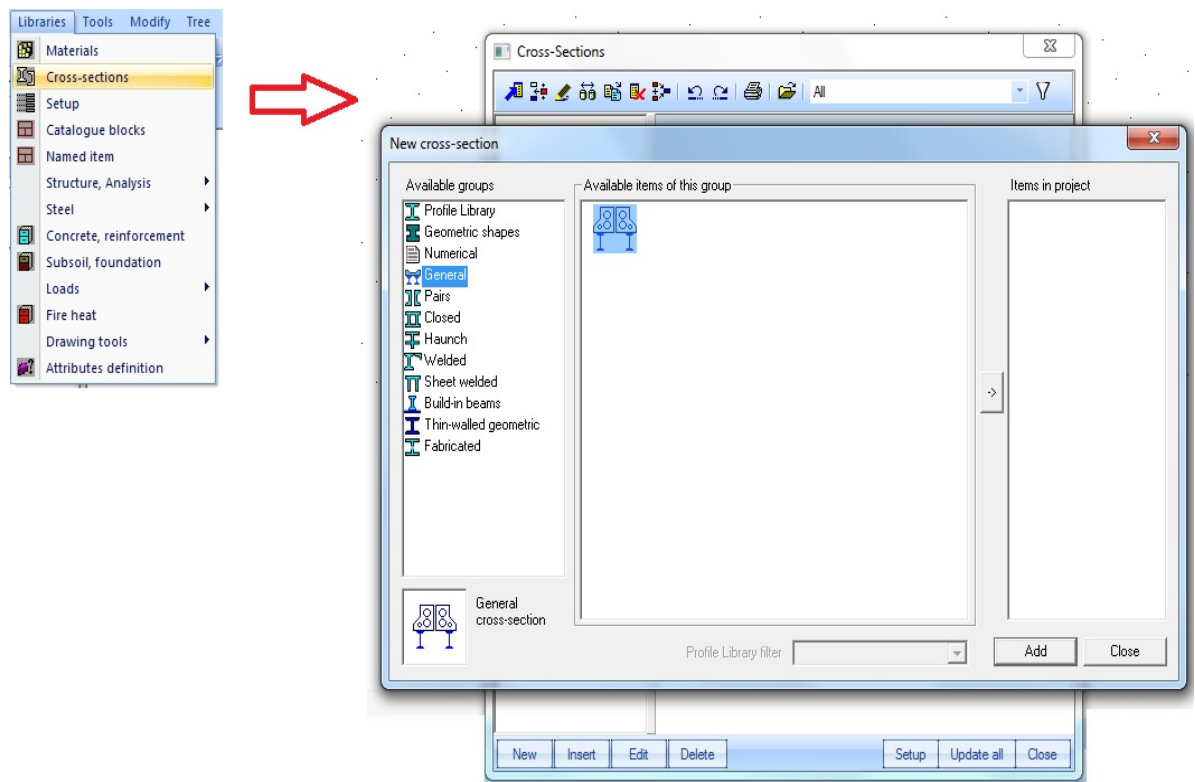 Libraries Tools Modify Tree
Materials
Cross-sections
Setup
Catalogue blocks
Named item
Structure, Analysis
Steel
Concrete, reinforcement
Subsoil, foundation
Loads
Fire heat
Drawing tools
Attributes definition
Cross-Sections
All
New cross-section
Available groups
Profile Library
Geometric shapes
Numerical
General
Pairs
Closed
Haunch
Welded
Sheet welded
Build-in beams
Thin-walled geometric
Fabricated
General
cross-section
Available items of this group
Profile Library filter
Items in project
->
Add Close
New Insert Edit Delete Setup Update all Close